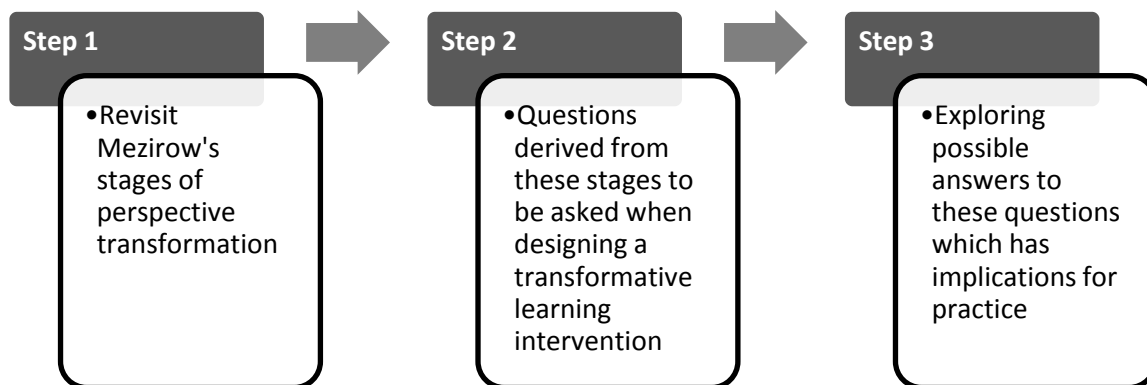 Step 1
•Revisit
Mezirow's
stages of
perspective
transformation
Step 2
•Questions
derived from
these stages to
be asked when
designing a
transformative
learning
intervention
Step 3
•Exploring
possible
answers to
these questions
which has
implications for
practice